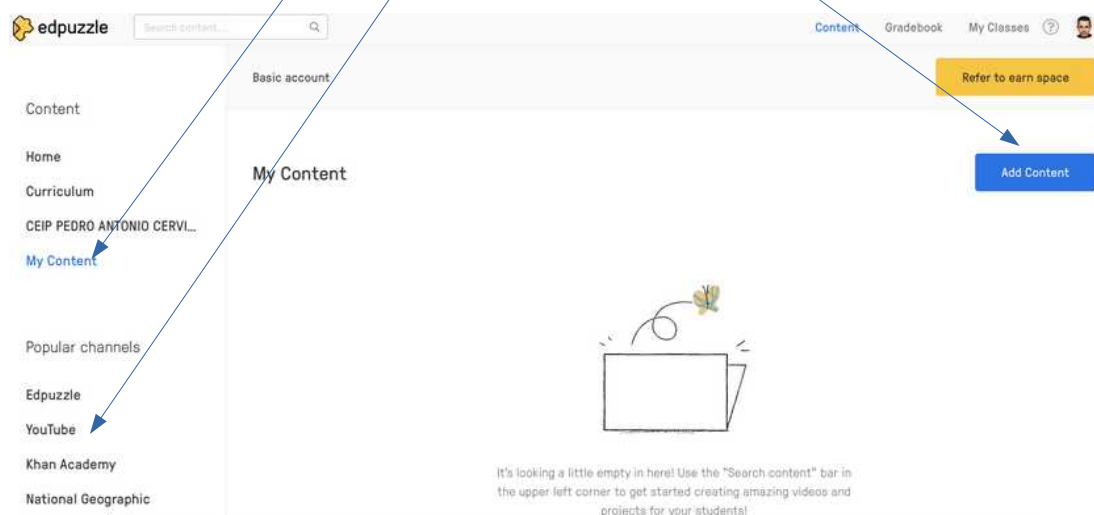 edpuzzle
Search content...
Content Gradebook My Classes ?
Basic account
Refer to earn space
Content
Home
Curriculum
CEIP PEDRO ANTONIO CERVI...
My Content
My Content
Add Content
Popular channels
Edpuzzle
YouTube
Khan Academy
National Geographic
It's looking a little empty in here! Use the "Search content" bar in
the upper left corner to get started creating amazing videos and
projects for your students!